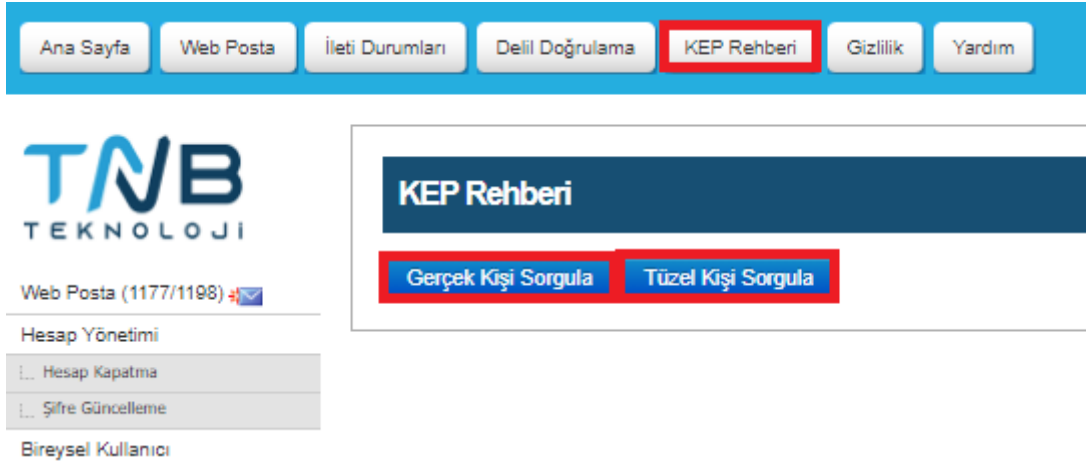 Ana Sayfa Web Posta İleti Durumları Delil Doğrulama KEP Rehberi Gizlilik Yardım
TNB
TEKNOLOJİ
KEP Rehberi
Gerçek Kişi Sorgula Tüzel Kişi Sorgula
Web Posta (1177/1198)
Hesap Yönetimi
Hesap Kapatma
Şifre Güncelleme
Bireysel Kullanıcı